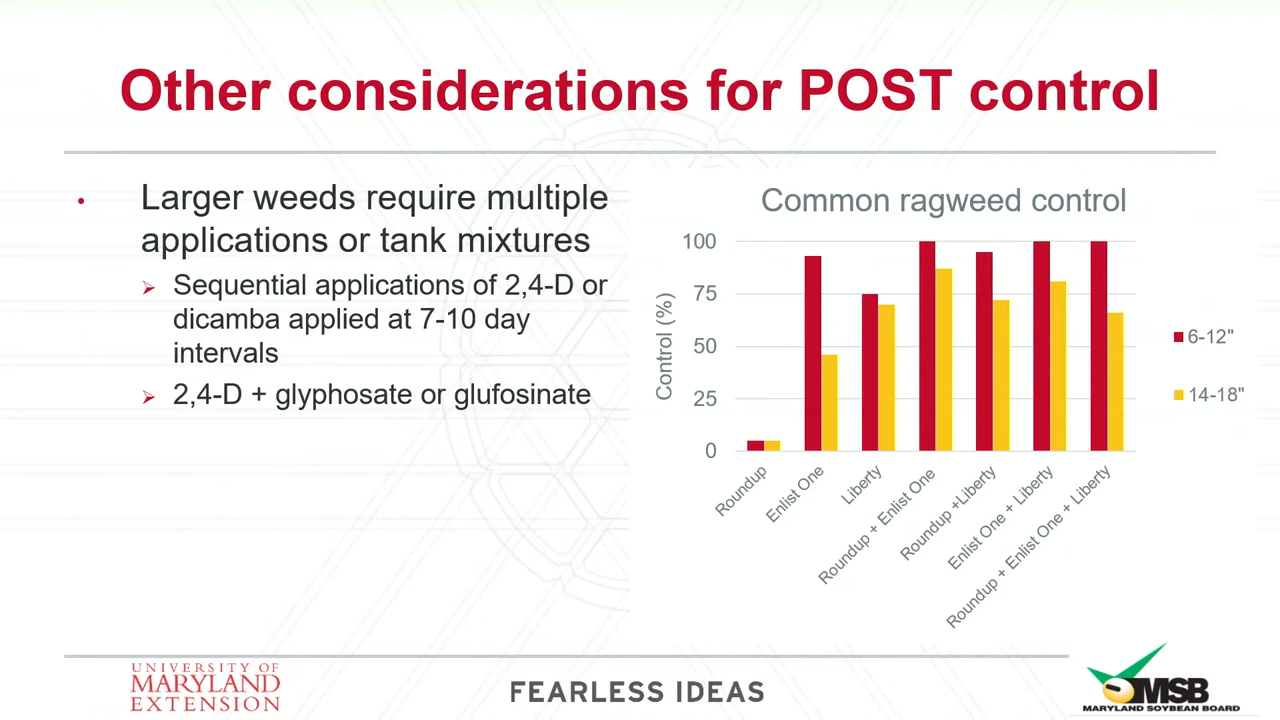 Other considerations for POST control
• Larger weeds require multiple
applications or tank mixtures
➢ Sequential applications of 2,4-D or
dicamba applied at 7-10 day
intervals
➢ 2,4-D + glyphosate or glufosinate
Common ragweed control
Control (%)
100
75
50
25
0
Roundup
Enlist One
Liberty
Roundup + Enlist One
Roundup +Liberty
Enlist One + Liberty
Roundup + Enlist One + Liberty
6-12"
14-18"
UNIVERSITY OF
MARYLAND
EXTENSION
FEARLESS IDEAS
MSB
MARYLAND SOYBEAN BOARD